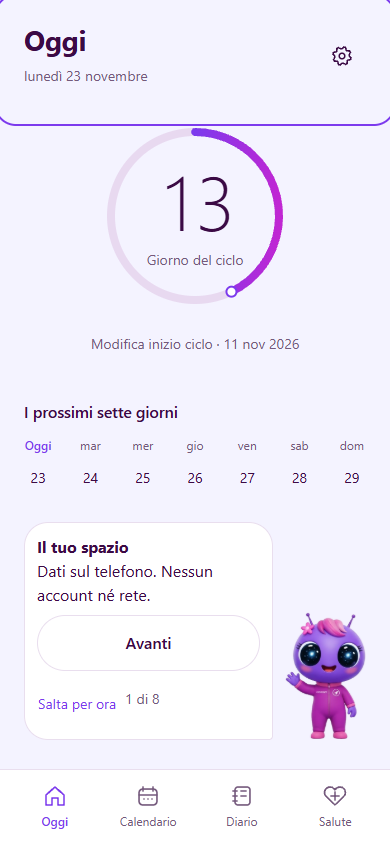 Oggi
lunedì 23 novembre
13
Giorno del ciclo
Modifica inizio ciclo · 11 nov 2026
I prossimi sette giorni
Oggi mar mer gio ven sab dom
23 24 25 26 27 28 29
Il tuo spazio
Dati sul telefono. Nessun
account né rete.
Avanti
Salta per ora 1 di 8
Oggi Calendario Diario Salute